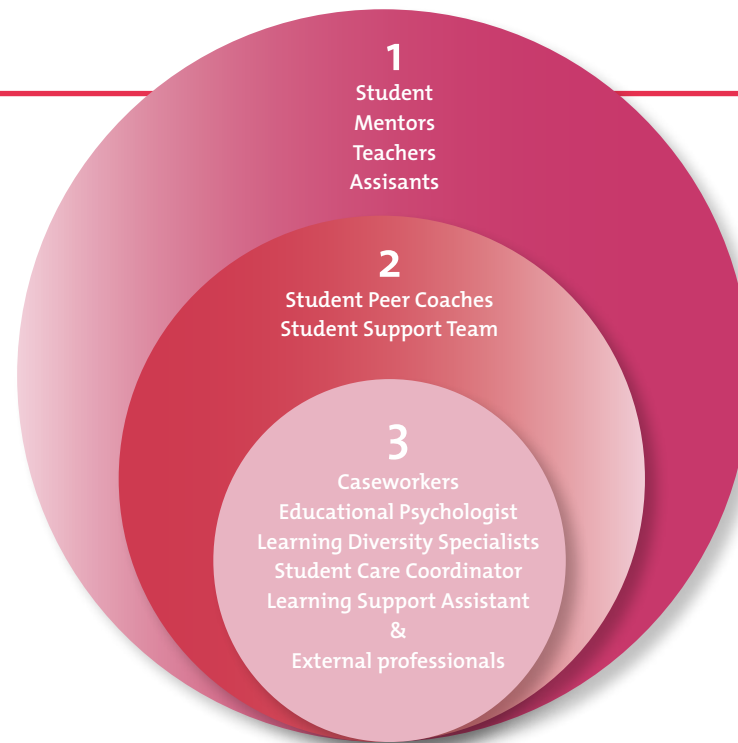 1
Student
Mentors
Teachers
Assisants
2
Student Peer Coaches
Student Support Team
3
Caseworkers
Educational Psychologist
Learning Diversity Specialists
Student Care Coordinator
Learning Support Assistant
&
External professionals